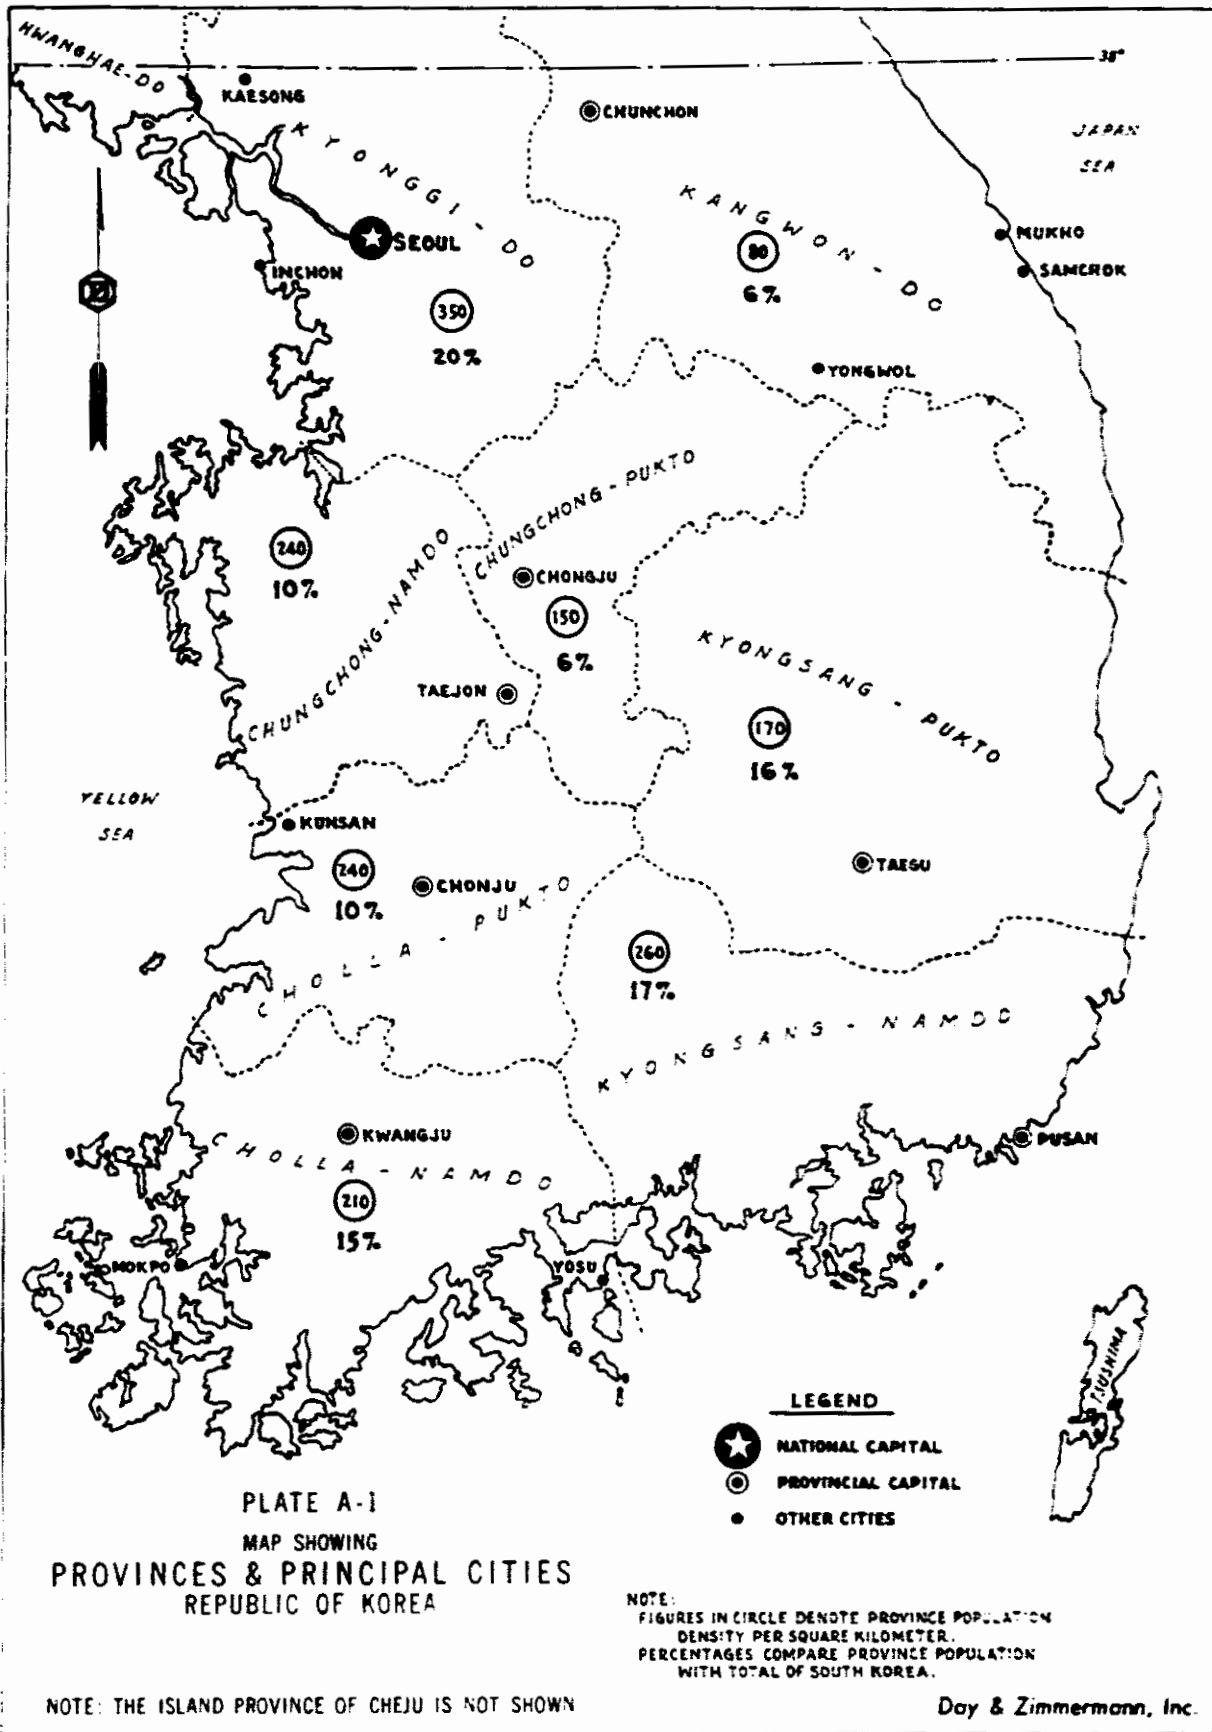 38°
HWANGHAE-DO
KAESONG
CHUNCHON
JAPAN
SEA
KYONGGI-DO
KANGWON-DO
SEOUL
INCHON
MUKHO
SAMCHOK
80
6%
350
20%
YONGWOL
CHUNGCHONG-PUKTO
240
10%
CHUNGCHONG-NAMDO
CHONGJU
150
6%
KYONGSANG-PUKTO
TAEJON
170
16%
YELLOW
SEA
KUNSAN
TAEGU
240
10%
CHONJU
CHOLLA-PUKTO
260
17%
KYONGSANG-NAMDO
KWANGJU
PUSAN
CHOLLA-NAMDO
210
15%
MOKPO
YOSU
TSUSHIMA
LEGEND
NATIONAL CAPITAL
PROVINCIAL CAPITAL
OTHER CITIES
PLATE A-1
MAP SHOWING
PROVINCES & PRINCIPAL CITIES
REPUBLIC OF KOREA
NOTE:
FIGURES IN CIRCLE DENOTE PROVINCE POPULATION
DENSITY PER SQUARE KILOMETER.
PERCENTAGES COMPARE PROVINCE POPULATION
WITH TOTAL OF SOUTH KOREA.
NOTE: THE ISLAND PROVINCE OF CHEJU IS NOT SHOWN
Day & Zimmermann, Inc.